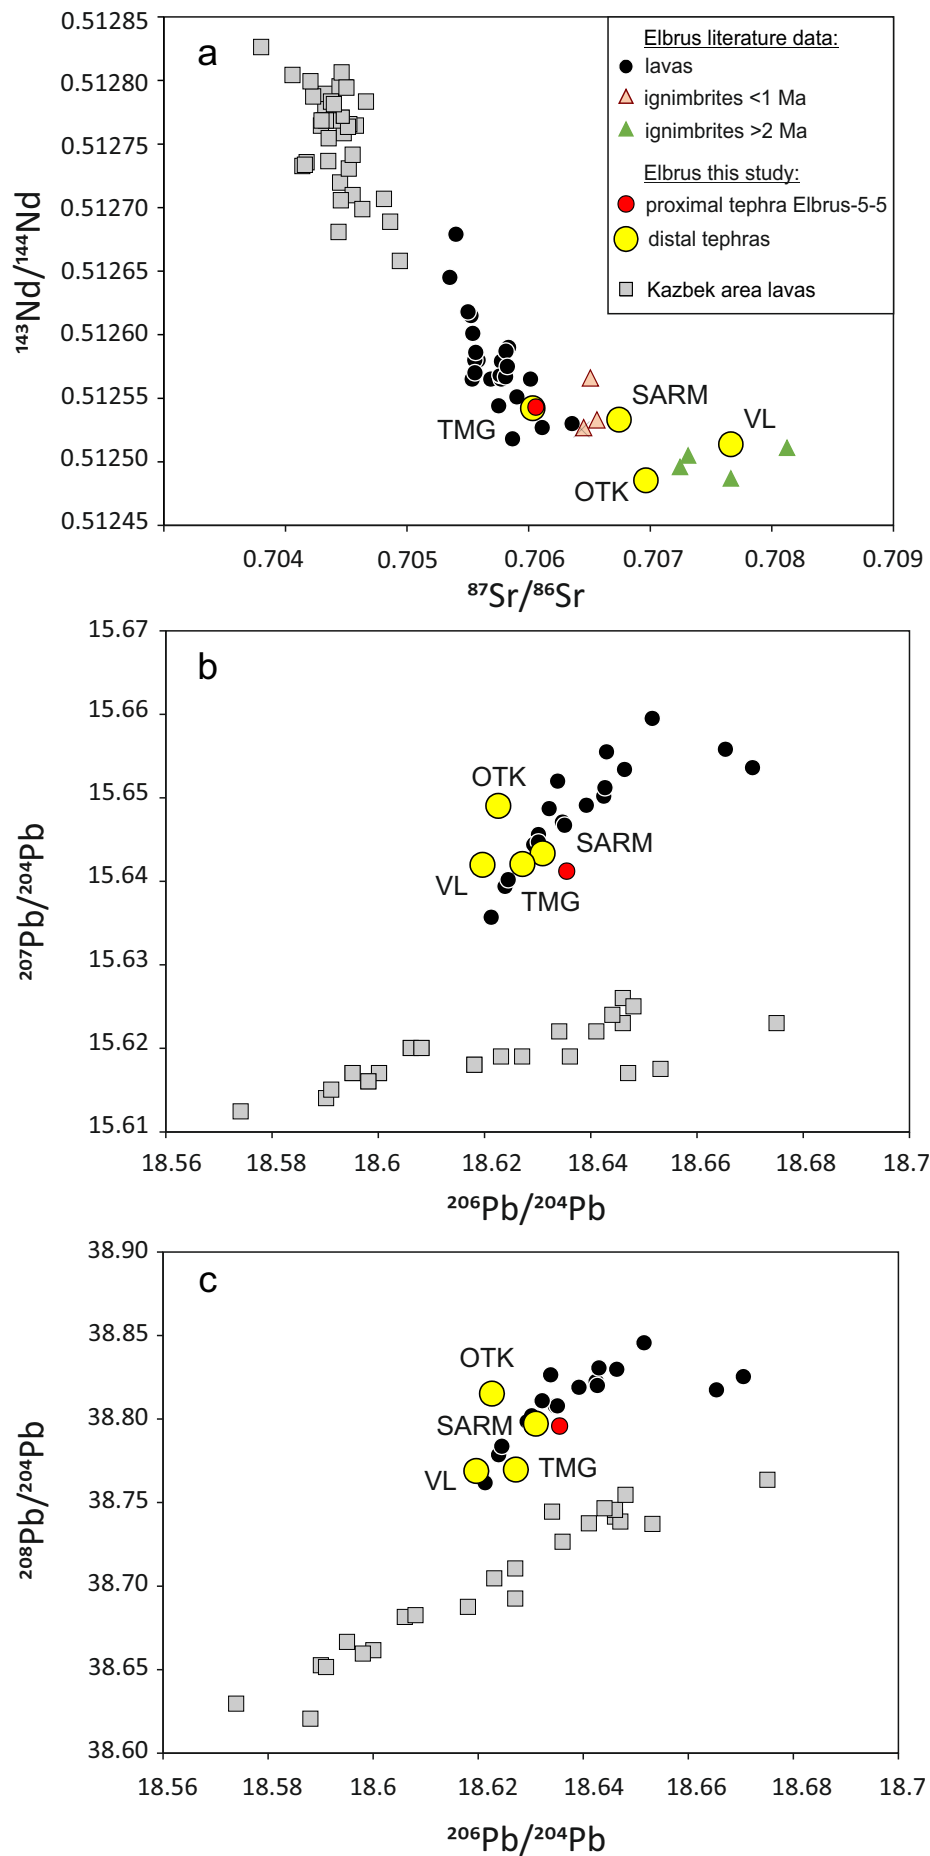 a
0.51285
0.51280
0.51275
0.51270
0.51265
0.51260
0.51255
0.51250
0.51245
¹⁴³Nd/¹⁴⁴Nd
Elbrus literature data:
lavas
ignimbrites <1 Ma
ignimbrites >2 Ma
Elbrus this study:
proximal tephra Elbrus-5-5
distal tephras
Kazbek area lavas
TMG
SARM
VL
OTK
0.704 0.705 0.706 0.707 0.708 0.709
⁸⁷Sr/⁸⁶Sr
b
15.67
15.66
15.65
15.64
15.63
15.62
15.61
²⁰⁷Pb/²⁰⁴Pb
OTK
SARM
VL
TMG
18.56 18.58 18.6 18.62 18.64 18.66 18.68 18.7
²⁰⁶Pb/²⁰⁴Pb
c
38.90
38.85
38.80
38.75
38.70
38.65
38.60
²⁰⁸Pb/²⁰⁴Pb
OTK
SARM
VL
TMG
18.56 18.58 18.6 18.62 18.64 18.66 18.68 18.7
²⁰⁶Pb/²⁰⁴Pb